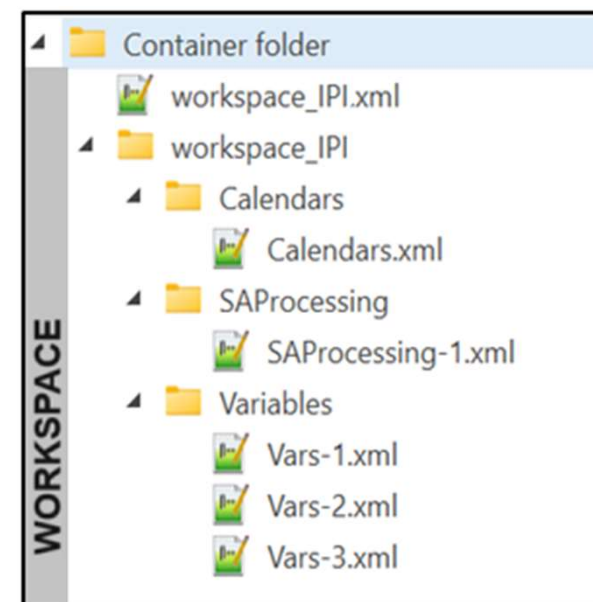 Container folder
workspace_IPI.xml
workspace_IPI
Calendars
Calendars.xml
SAProcessing
SAProcessing-1.xml
Variables
Vars-1.xml
Vars-2.xml
Vars-3.xml
WORKSPACE